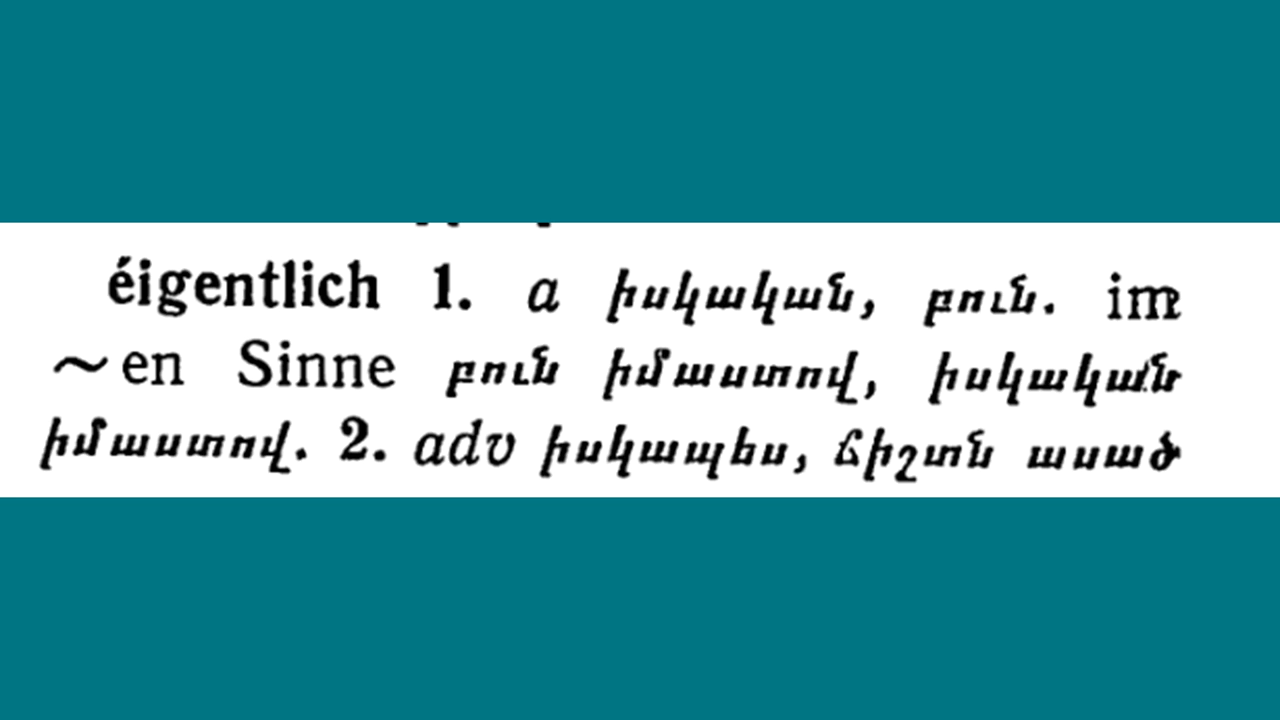 éigentlich 1. a իսկական, բուն. im
~en Sinne բուն իմաստով, իսկական
իմաստով. 2. adv իսկապես, ճիշտն ասած